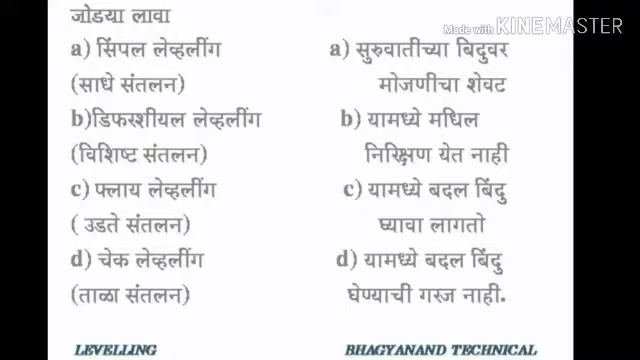 Made with KINEMASTER
जोडया लावा
a) सिंपल लेव्हलींग a) सुरुवातीच्या बिदुवर
(साधे संतलन) मोजणीचा शेवट
b)डिफरशीयल लेव्हलींग b) यामध्ये मधिल
(विशिष्ट संतलन) निरिक्षण येत नाही
c) फ्लाय लेव्हलींग c) यामध्ये बदल बिंदु
( उडते संतलन) घ्यावा लागतो
d) चेक लेव्हलींग d) यामध्ये बदल बिंदु
(ताळा संतलन) घेण्याची गरज नाही.
LEVELLING BHAGYANAND TECHNICAL